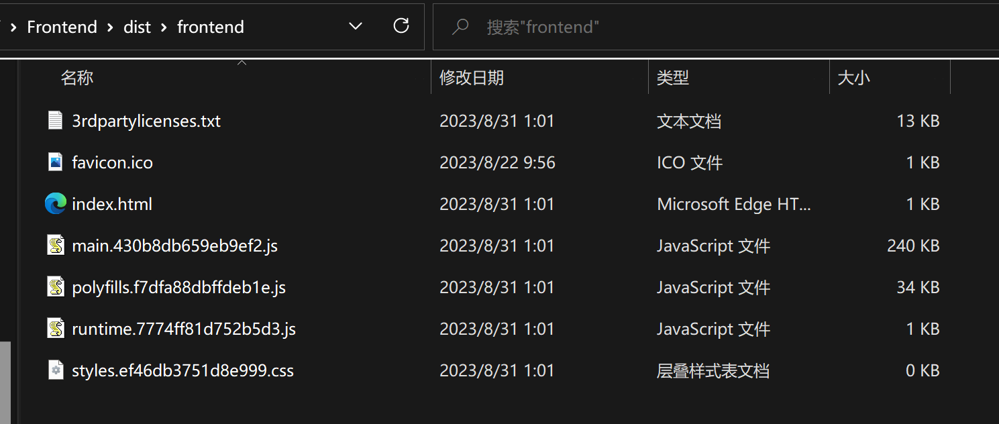 Frontend › dist › frontend 搜索"frontend"
名称 修改日期 类型 大小
3rdpartylicenses.txt 2023/8/31 1:01 文本文档 13 KB
favicon.ico 2023/8/22 9:56 ICO 文件 1 KB
index.html 2023/8/31 1:01 Microsoft Edge HT... 1 KB
main.430b8db659eb9ef2.js 2023/8/31 1:01 JavaScript 文件 240 KB
polyfills.f7dfa88dbffdeb1e.js 2023/8/31 1:01 JavaScript 文件 34 KB
runtime.7774ff81d752b5d3.js 2023/8/31 1:01 JavaScript 文件 1 KB
styles.ef46db3751d8e999.css 2023/8/31 1:01 层叠样式表文档 0 KB